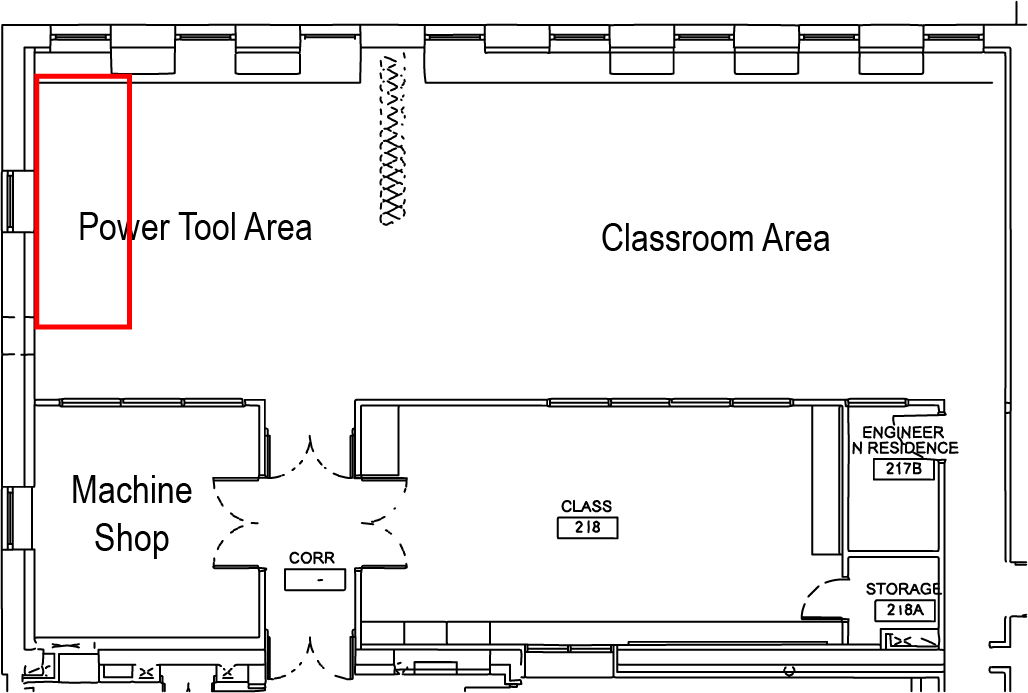 Power Tool Area
Classroom Area
Machine
Shop
CLASS
218
ENGINEER
N RESIDENCE
217B
CORR
-
STORAGE
218A